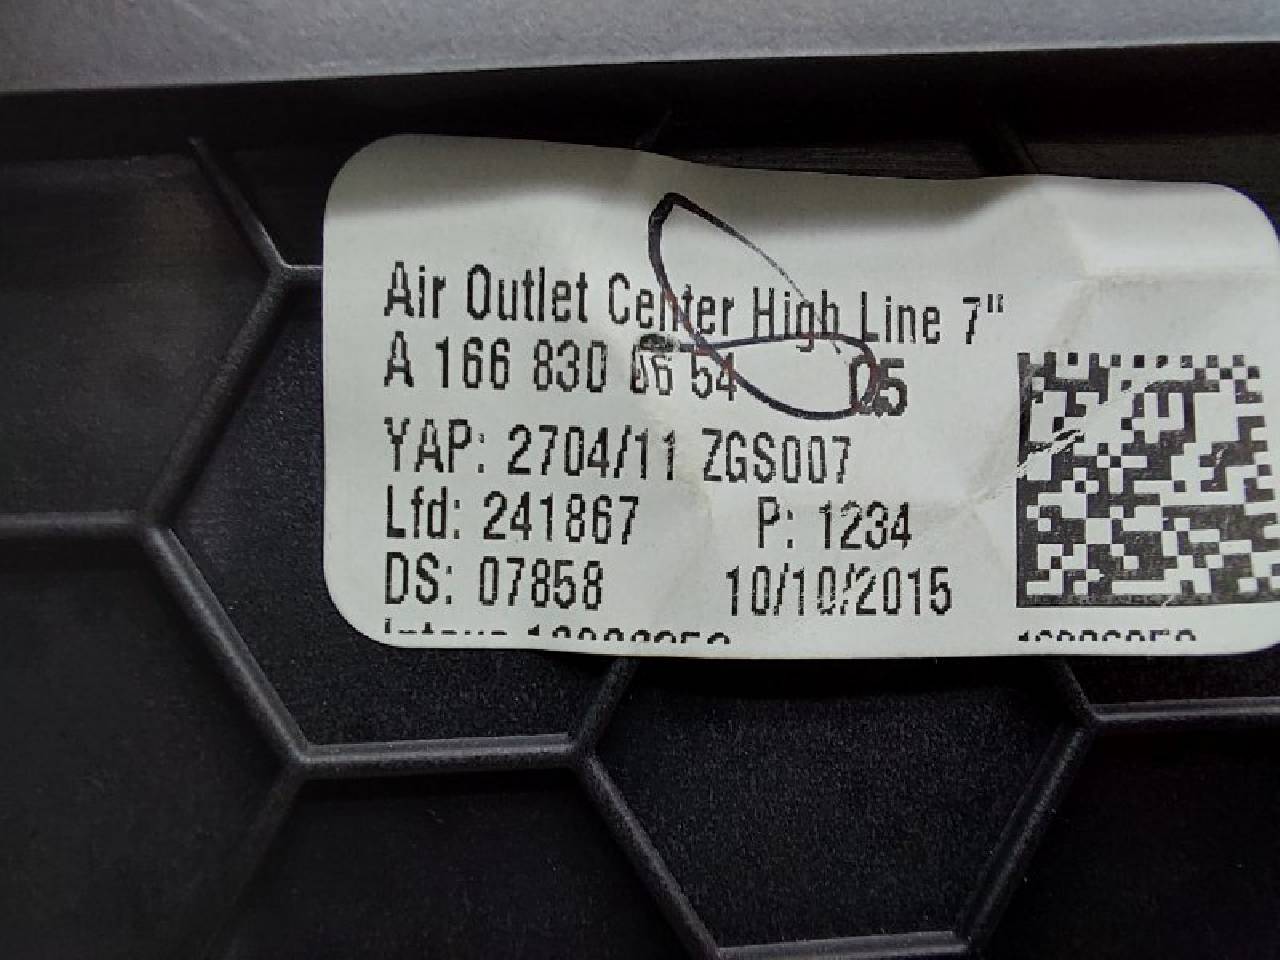 Air Outlet Center High Line 7"
A 166 830 06 54 05
YAP: 2704/11 ZGS007
Lfd: 241867 P: 1234
DS: 07858 10/10/2015